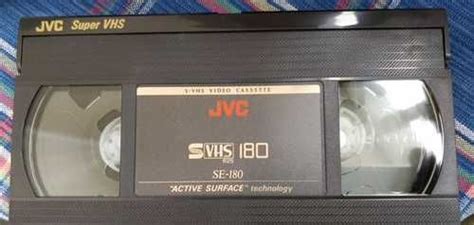 JVC Super VHS
S-VHS VIDEO CASSETTE
JVC
SVHS 180
SE-180
"ACTIVE SURFACE" technology